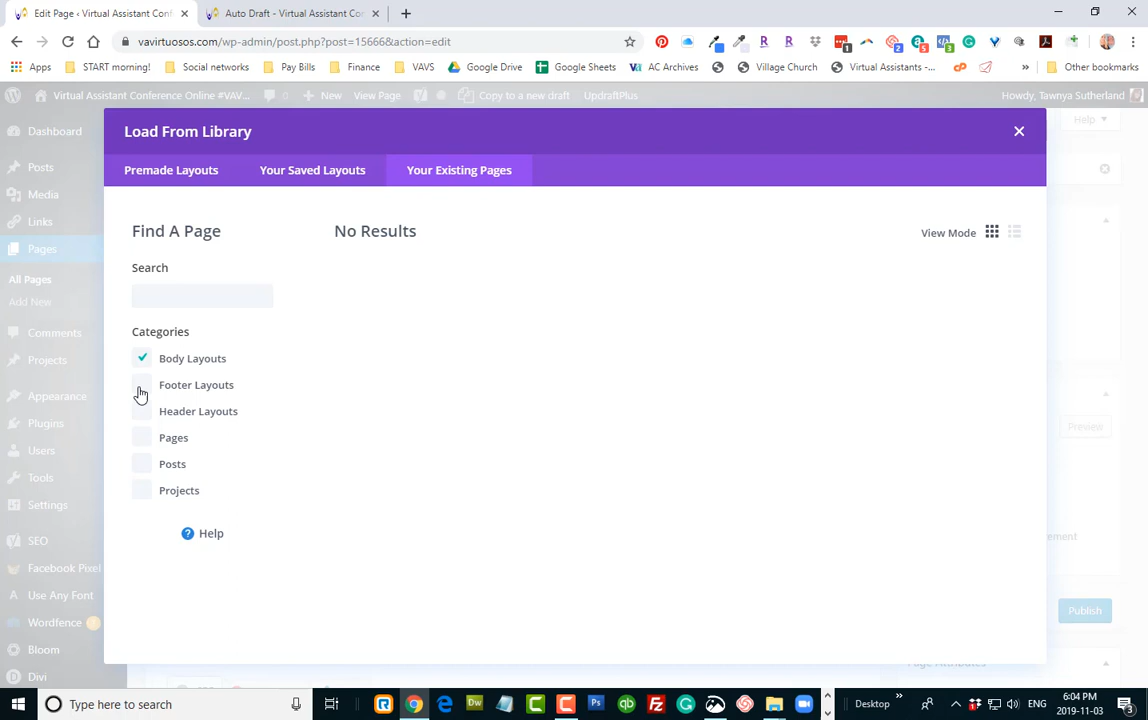 Edit Page ‹ Virtual Assistant Conf
Auto Draft - Virtual Assistant Co
vavirtuosos.com/wp-admin/post.php?post=15666&action=edit
Apps
START morning!
Social networks
Pay Bills
Finance
VAVS
Google Drive
Google Sheets
AC Archives
Village Church
Virtual Assistants -...
Other bookmarks
Virtual Assistant Conference Online #VAV...
0
New
View Page
Copy to a new draft
UpdraftPlus
Howdy, Tawnya Sutherland
Help
Dashboard
Posts
Media
Links
Pages
All Pages
Add New
Comments
Projects
Appearance
Plugins
Users
Tools
Settings
SEO
Facebook Pixel
Use Any Font
Wordfence
Bloom
Divi
Load From Library
Premade Layouts
Your Saved Layouts
Your Existing Pages
Find A Page
No Results
View Mode
Search
Categories
Body Layouts
Footer Layouts
Header Layouts
Pages
Posts
Projects
Help
Preview
Publish
Page Attributes
Type here to search
Desktop
ENG
6:04 PM
2019-11-03